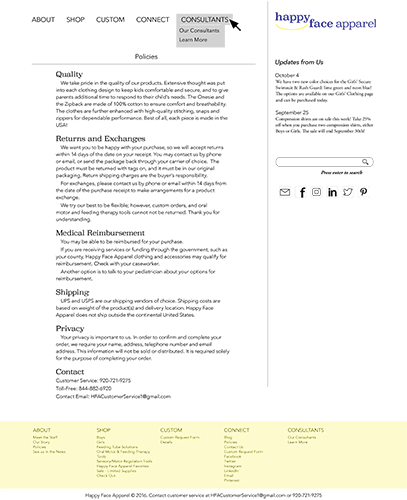 ABOUT SHOP CUSTOM CONNECT CONSULTANTS
Our Consultants
Learn More
happy
face apparel
Policies
Quality
We take pride in the quality of our products. Extensive thought was put
into each clothing design to keep kids comfortable and secure, and to give
parents additional time to respond to their child's needs. The Onesie and
the Zipback are made of 100% cotton to ensure comfort and breathability.
The clothes are further enhanced with high-quality stitching, snaps and
zippers for dependable performance. Best of all, each piece is made in the
USA!
Returns and Exchanges
We want you to be happy with your purchase, so we will accept returns
within 14 days of the date on your receipt. You may contact us by phone
or email, or send the package back through your carrier of choice. The
product must be returned with tags on, and it must be in our original
packaging. Return shipping charges are the buyer's responsibility.
For exchanges, please contact us by phone or email within 14 days from
the date of the purchase receipt to make arrangements for a product
exchange.
We try our best to be flexible; however, custom orders, and oral
motor and feeding therapy tools cannot be returned. Thank you for
understanding.
Medical Reimbursement
You may be able to be reimbursed for your purchase.
If you are receiving services or funding through the government, such as
your county, Happy Face Apparel clothing and accessories may qualify for
reimbursement. Check with your caseworker.
Another option is to talk to your pediatrician about your options for
reimbursement.
Shipping
UPS and USPS are our shipping vendors of choice. Shipping costs are
based on weight of the product(s) and delivery location. Happy Face
Apparel does not ship outside the continental United States.
Privacy
Your privacy is important to us. In order to confirm and complete your
order, we require your name, address, telephone number and email
address. This information will not be sold or distributed. It is required solely
for the purpose of completing your order.
Contact
Customer Service: 920-721-9275
Toll-Free: 844-882-6920
Contact Email: HFACustomerService1@gmail.com
Updates from Us
October 4
We have two new color choices for the Girls' Secure
Swimsuit & Rash Guard: lime green and neon blue!
The options are available on our Girls' Clothing page
and can be purchased today.
September 25
Compression shirts are on sale this week! Take 25%
off when you purchase two compression shirts, either
Boys or Girls. The sale will end September 30th!
Press enter to search
ABOUT
Meet the Staff
Our Story
Policies
See us in the News
SHOP
Boys
Girls
Feeding Tube Solutions
Oral Motor & Feeding Therapy
Tools
Sensory/Motor Regulation Tools
Happy Face Apparel Favorites
Sale - Limited Supplies
Check Out
CUSTOM
Custom Request Form
Details
CONNECT
Blog
Policies
Contact Us
Custom Request Form
Facebook
Twitter
Instagram
LinkedIn
Email
Pinterest
CONSULTANTS
Our Consultants
Learn More
Happy Face Apparel © 2016. Contact customer service at HFACustomerService1@gmail.com or 920-721-9275